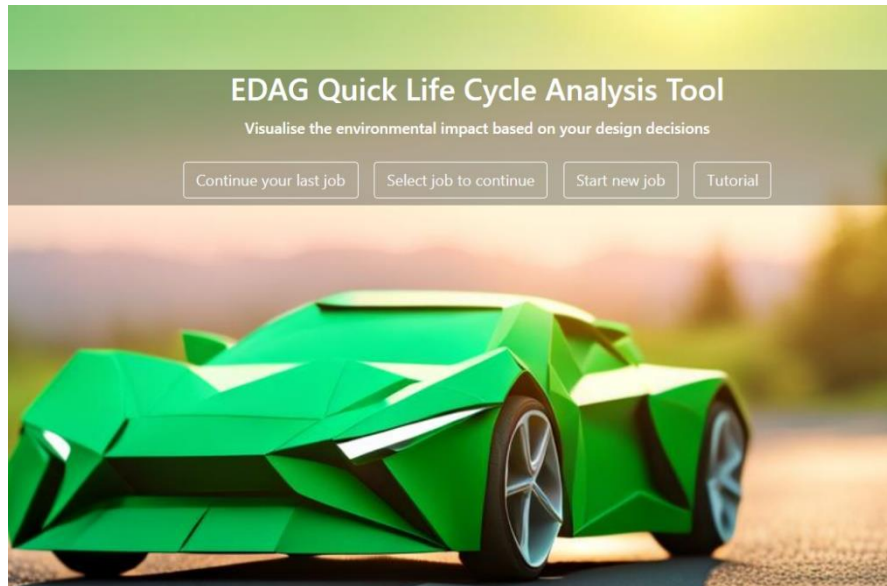 EDAG Quick Life Cycle Analysis Tool
Visualise the environmental impact based on your design decisions
Continue your last job Select job to continue Start new job Tutorial